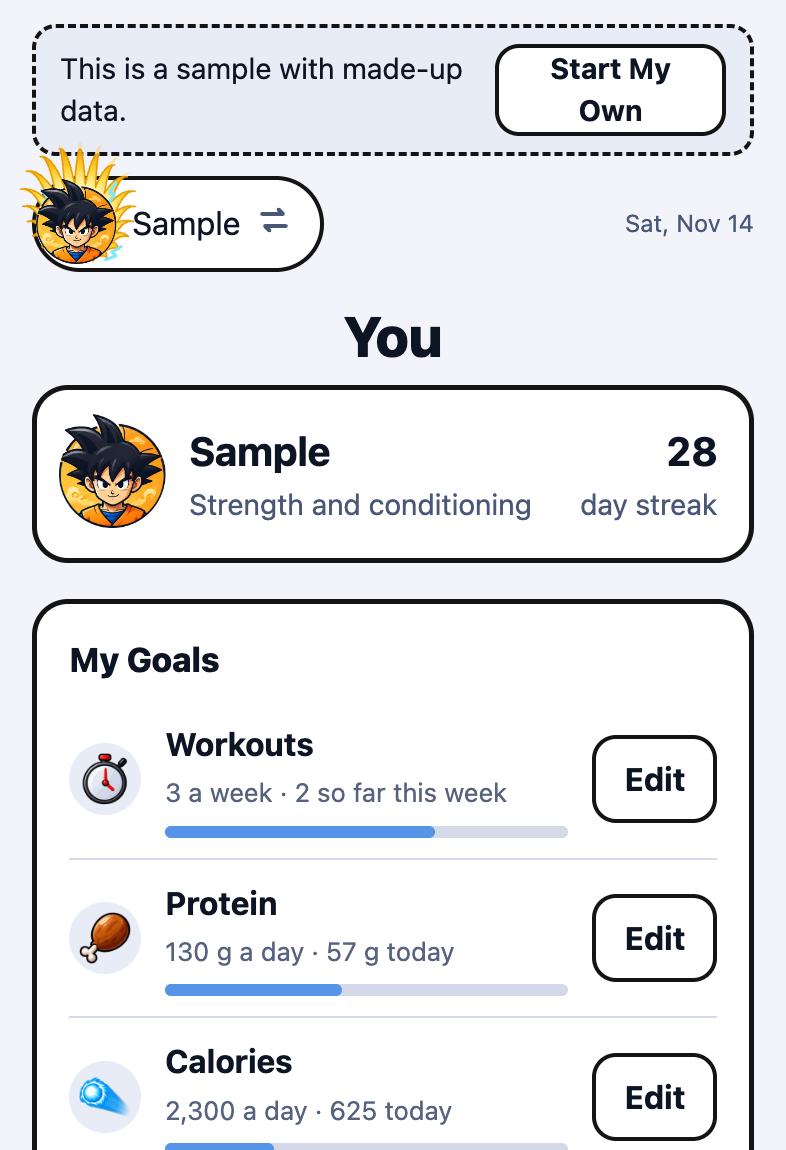 This is a sample with made-up
data.
Start My
Own
Sample
Sat, Nov 14
You
Sample
28
Strength and conditioning
day streak
My Goals
Workouts
3 a week · 2 so far this week
Edit
Protein
130 g a day · 57 g today
Edit
Calories
2,300 a day · 625 today
Edit